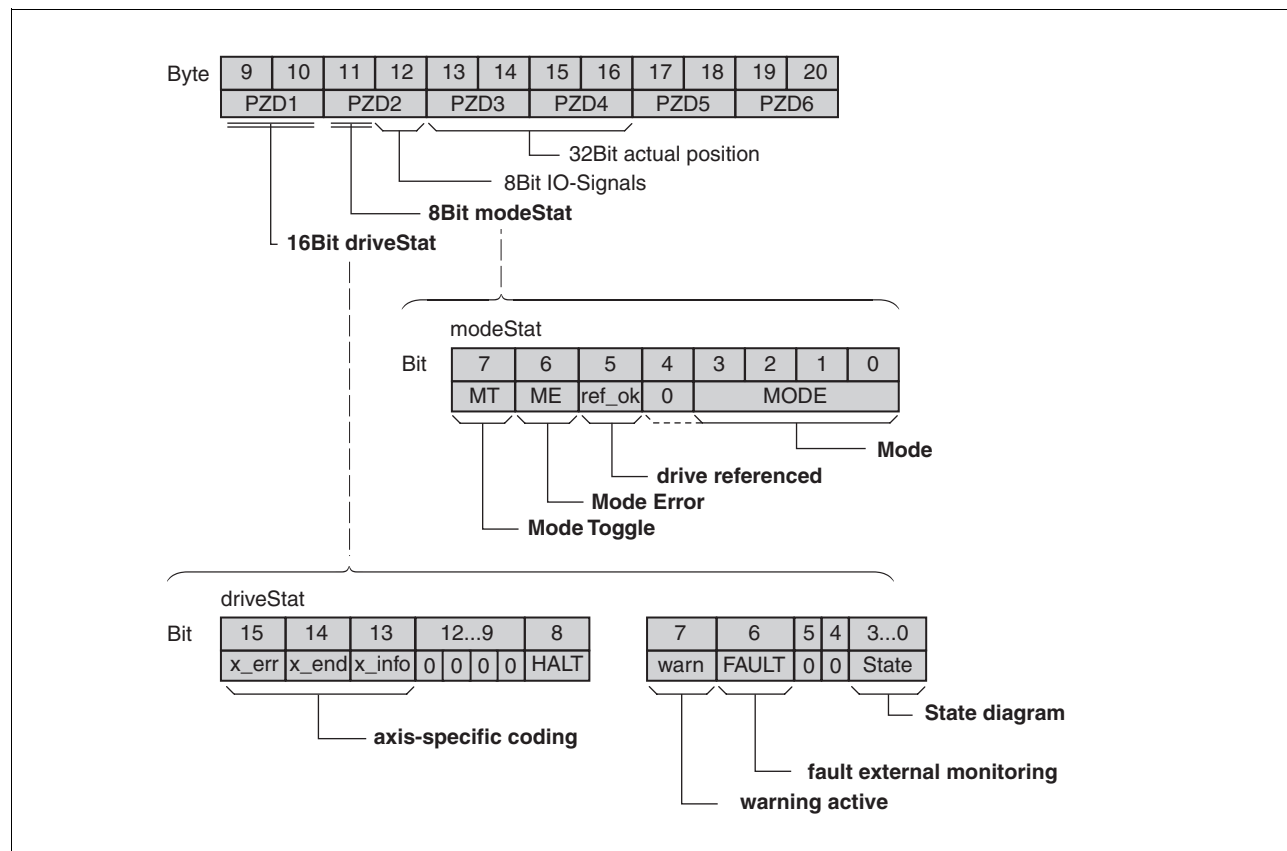 Byte 9 10 11 12 13 14 15 16 17 18 19 20
PZD1 PZD2 PZD3 PZD4 PZD5 PZD6
32Bit actual position
8Bit IO-Signals
8Bit modeStat
16Bit driveStat
modeStat
Bit 7 6 5 4 3 2 1 0
MT ME ref_ok 0 MODE
Mode
drive referenced
Mode Error
Mode Toggle
driveStat
Bit 15 14 13 12...9 8 7 6 5 4 3...0
x_err x_end x_info 0 0 0 0 HALT warn FAULT 0 0 State
State diagram
axis-specific coding
fault external monitoring
warning active